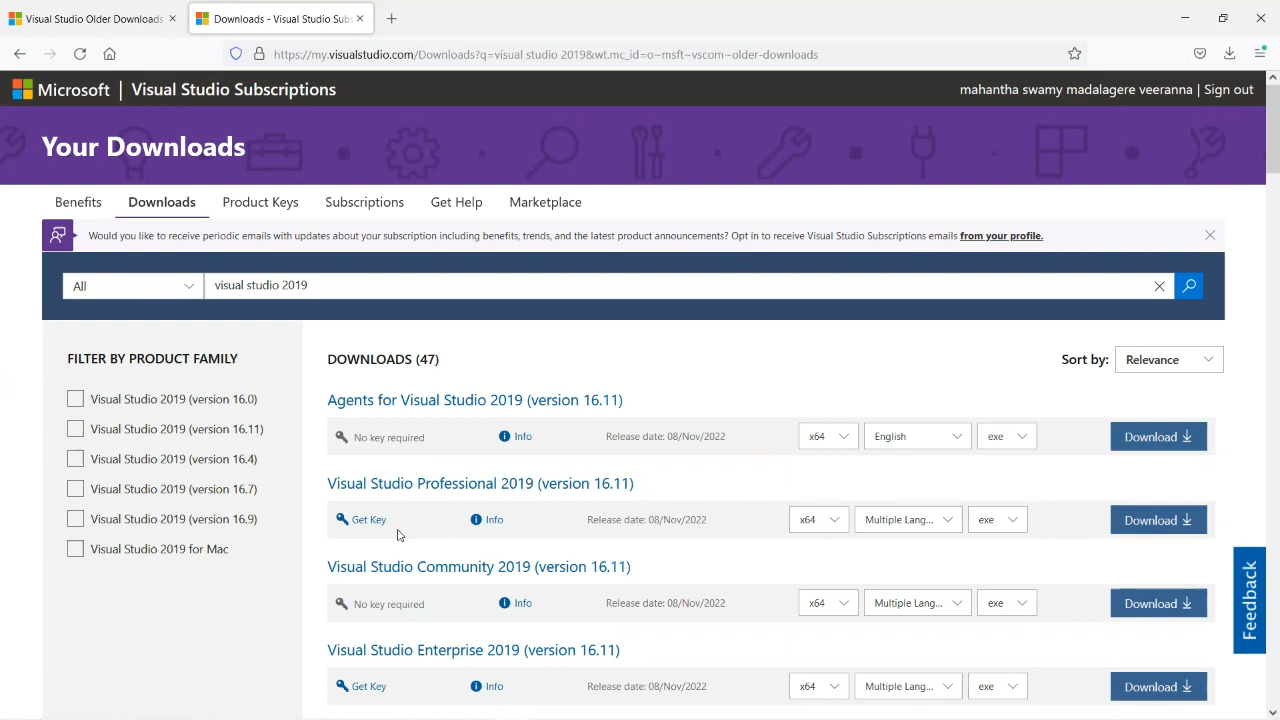 Visual Studio Older Downloads
Downloads - Visual Studio Subs
https://my.visualstudio.com/Downloads?q=visual studio 2019&wt.mc_id=o~msft~vscom~older-downloads
Microsoft | Visual Studio Subscriptions
mahantha swamy madalagere veeranna | Sign out
Your Downloads
Benefits Downloads Product Keys Subscriptions Get Help Marketplace
Would you like to receive periodic emails with updates about your subscription including benefits, trends, and the latest product announcements? Opt in to receive Visual Studio Subscriptions emails from your profile.
All visual studio 2019
FILTER BY PRODUCT FAMILY
Visual Studio 2019 (version 16.0)
Visual Studio 2019 (version 16.11)
Visual Studio 2019 (version 16.4)
Visual Studio 2019 (version 16.7)
Visual Studio 2019 (version 16.9)
Visual Studio 2019 for Mac
DOWNLOADS (47)
Sort by: Relevance
Agents for Visual Studio 2019 (version 16.11)
No key required Info Release date: 08/Nov/2022 x64 English exe Download
Visual Studio Professional 2019 (version 16.11)
Get Key Info Release date: 08/Nov/2022 x64 Multiple Lang... exe Download
Visual Studio Community 2019 (version 16.11)
No key required Info Release date: 08/Nov/2022 x64 Multiple Lang... exe Download
Visual Studio Enterprise 2019 (version 16.11)
Get Key Info Release date: 08/Nov/2022 x64 Multiple Lang... exe Download
Feedback